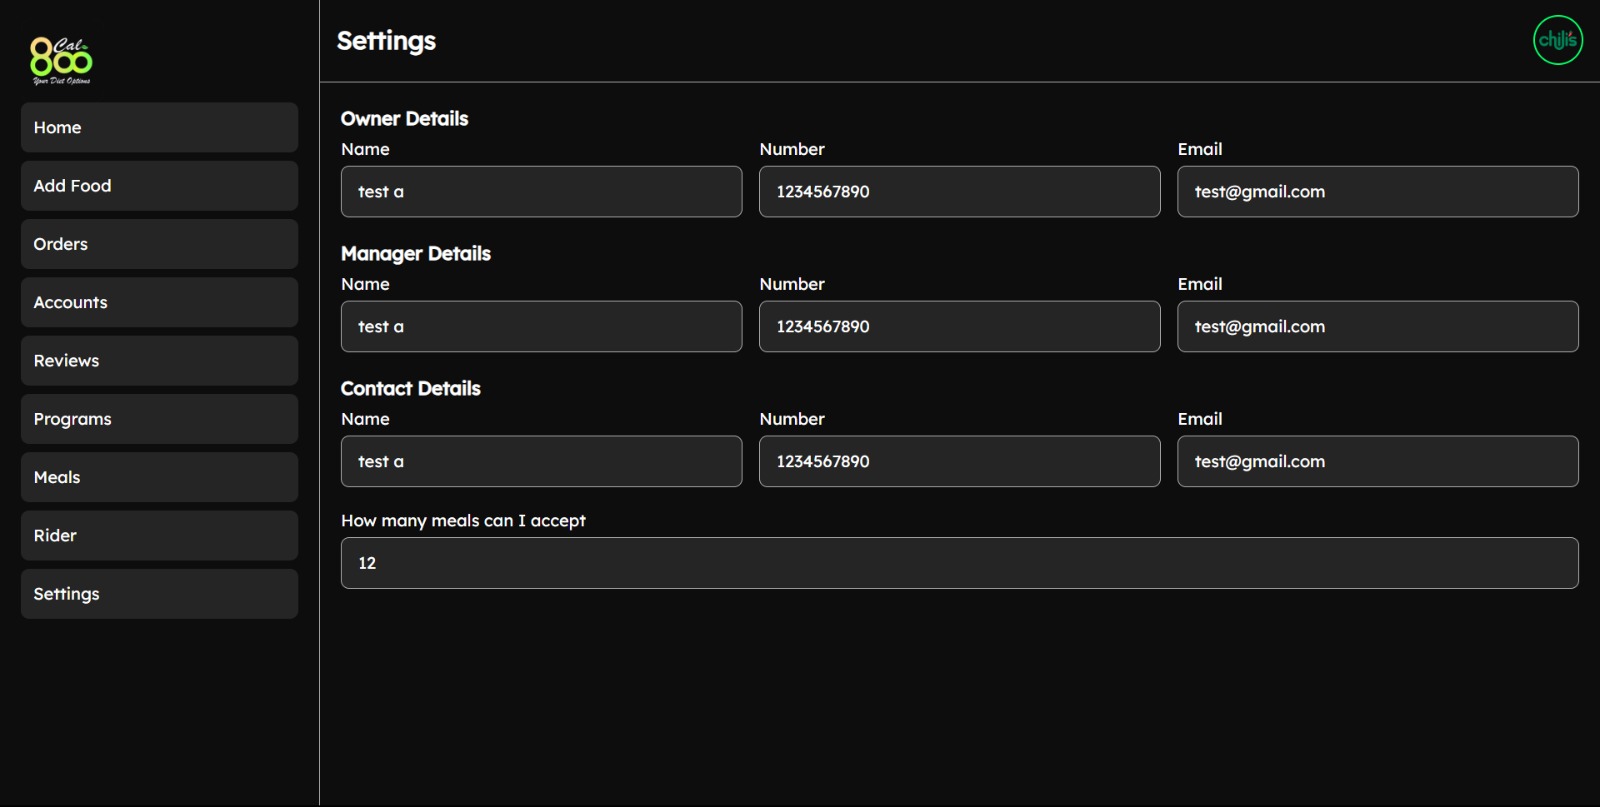 Cal
800
Your Diet Options
Home
Add Food
Orders
Accounts
Reviews
Programs
Meals
Rider
Settings
Settings
chili's
Owner Details
Name Number Email
test a 1234567890 test@gmail.com
Manager Details
Name Number Email
test a 1234567890 test@gmail.com
Contact Details
Name Number Email
test a 1234567890 test@gmail.com
How many meals can I accept
12